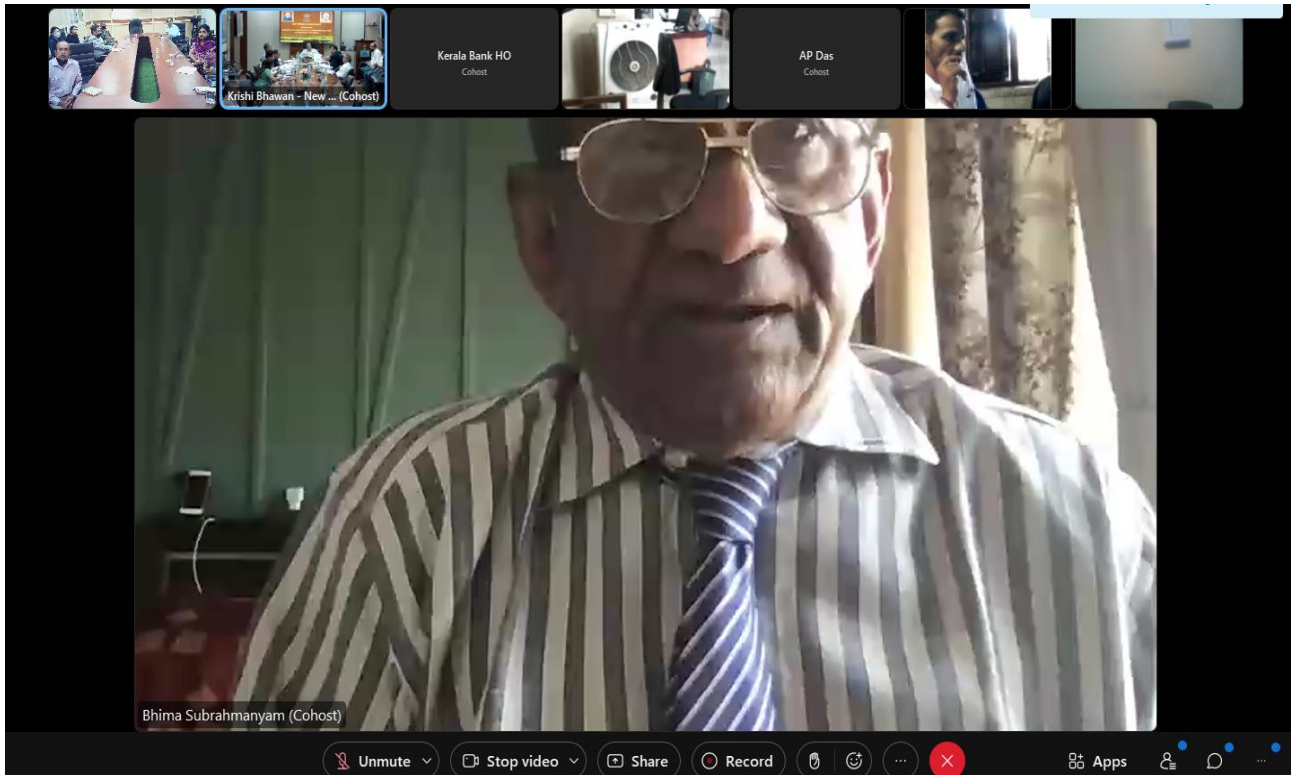 Krishi Bhawan - New ... (Cohost)
Kerala Bank HO
Cohost
AP Das
Cohost
Bhima Subrahmanyam (Cohost)
Unmute
Stop video
Share
Record
...
Apps
...